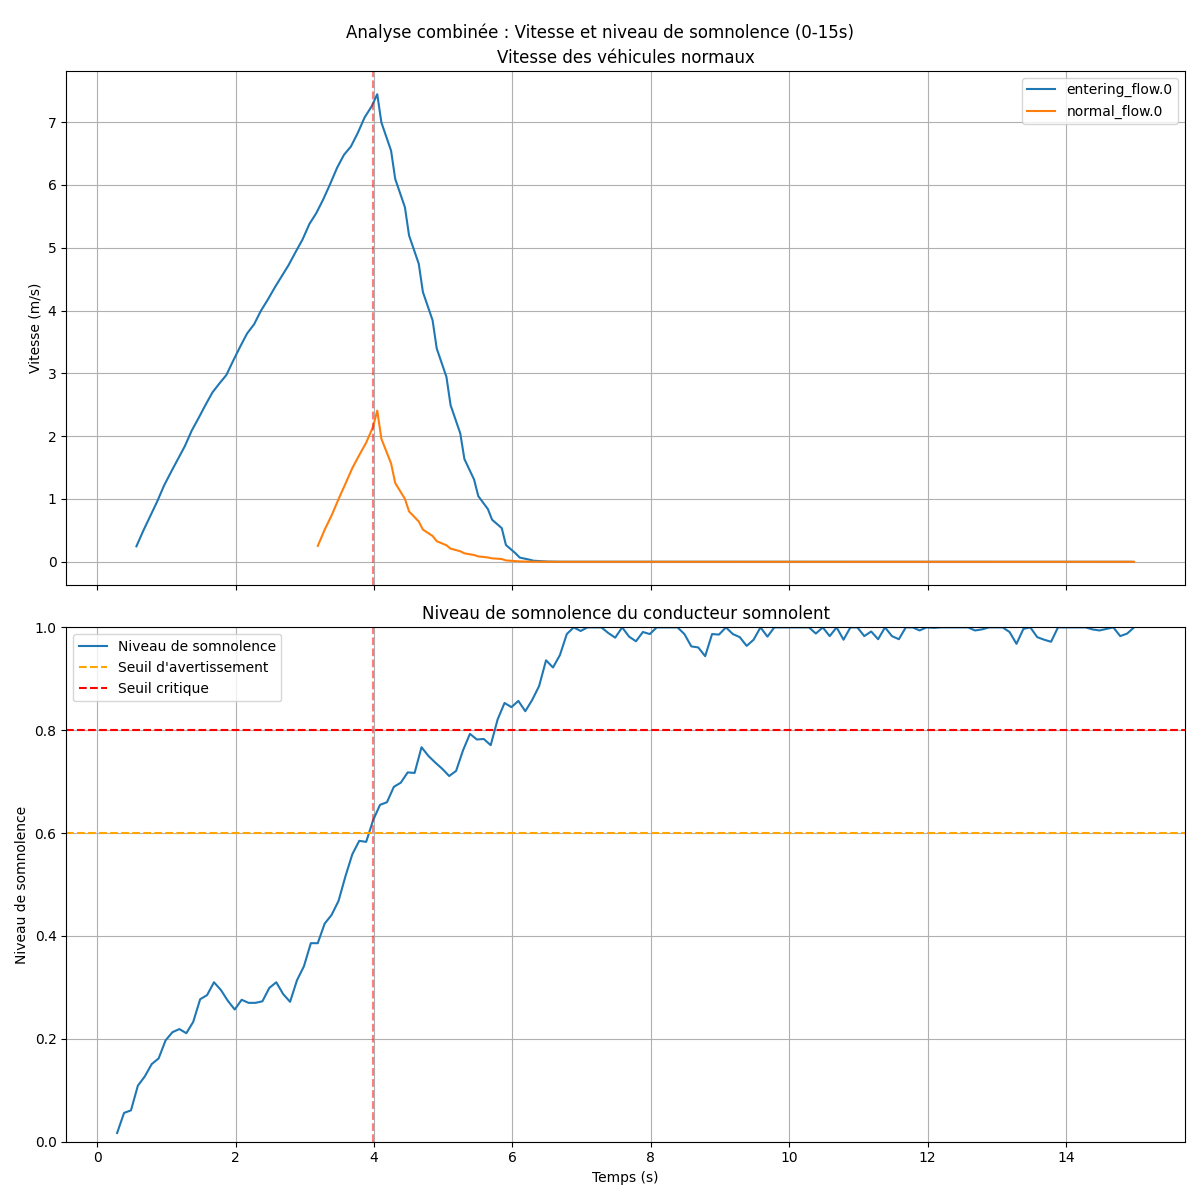 Analyse combinée : Vitesse et niveau de somnolence (0-15s)
Vitesse des véhicules normaux
entering_flow.0
normal_flow.0
7
6
5
4
3
2
1
0
Vitesse (m/s)
Niveau de somnolence du conducteur somnolent
Niveau de somnolence
Seuil d'avertissement
Seuil critique
1.0
0.8
0.6
0.4
0.2
0.0
Niveau de somnolence
0 2 4 6 8 10 12 14
Temps (s)